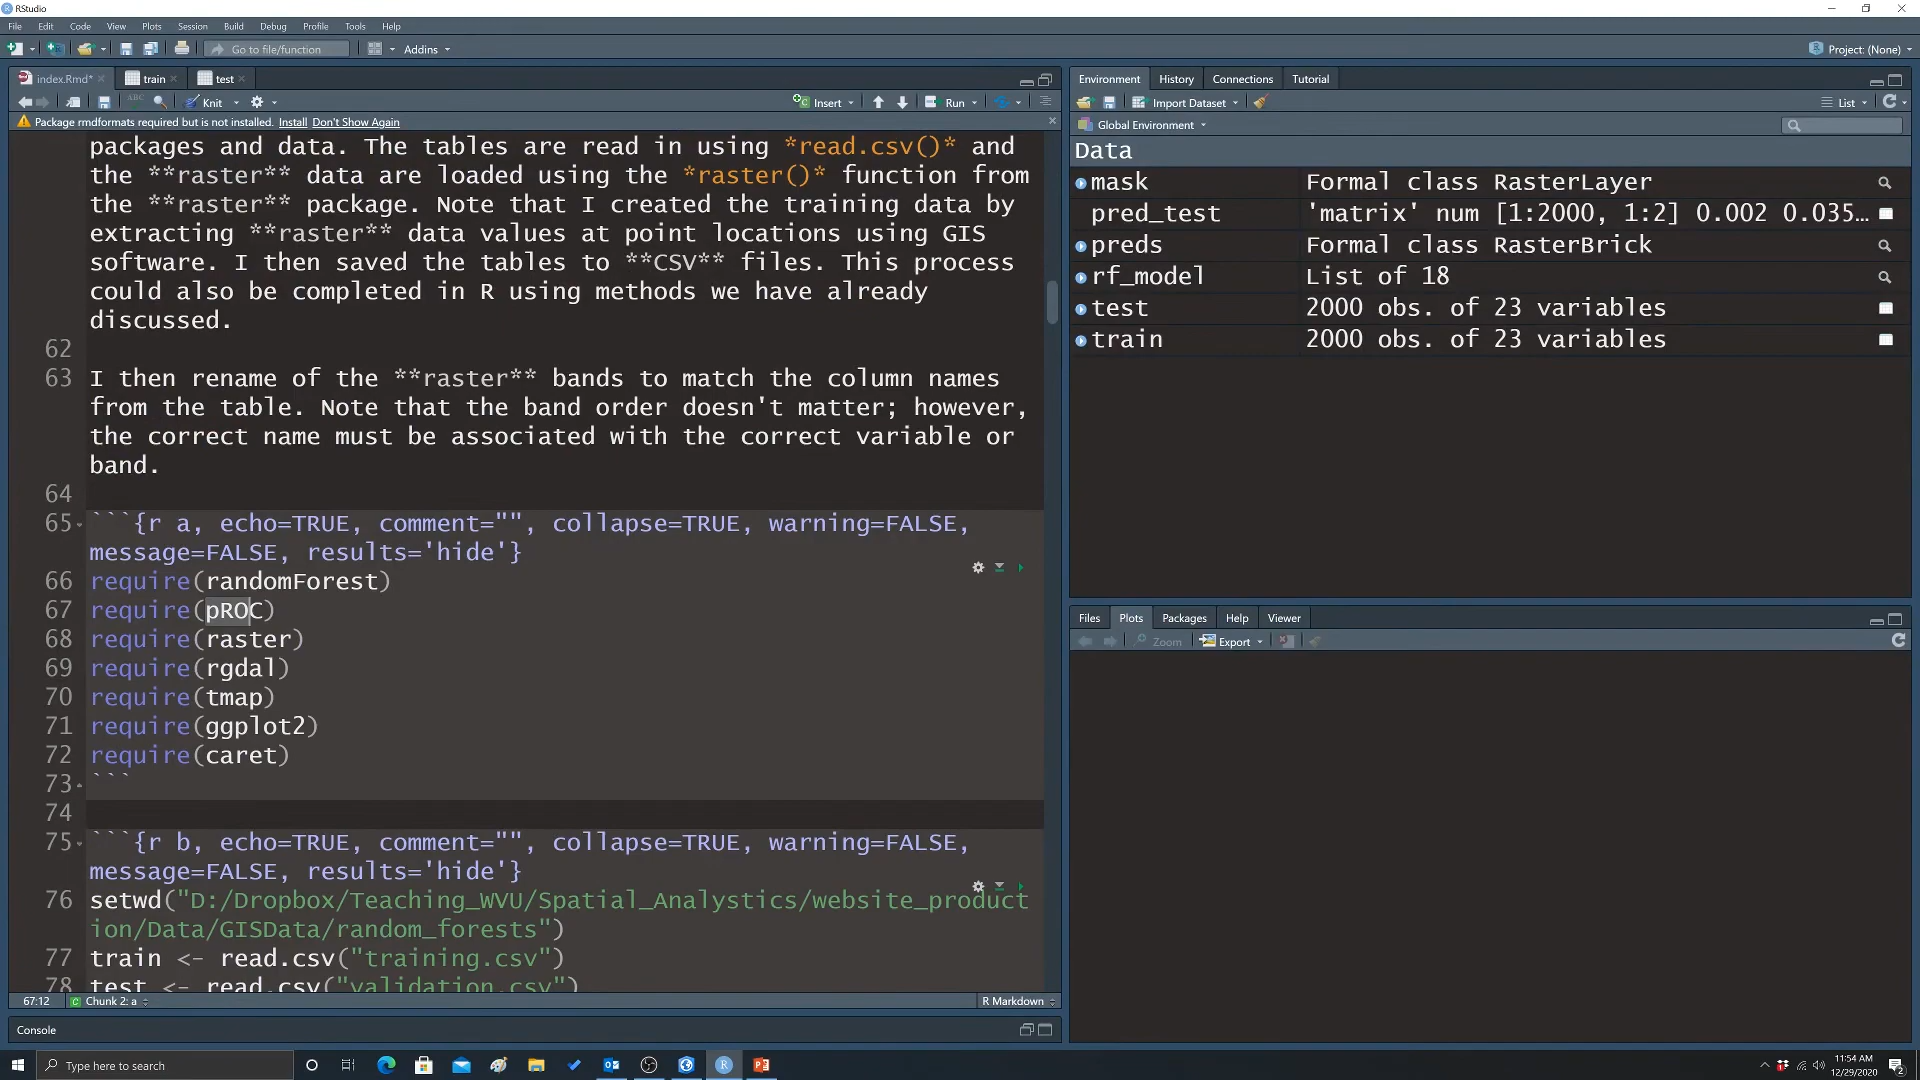 RStudio
File Edit Code View Plots Session Build Debug Profile Tools Help
Go to file/function Addins Project: (None)
index.Rmd* train test
ABC Knit Insert Run
Package rmdformats required but is not installed. Install Don't Show Again
packages and data. The tables are read in using *read.csv()* and
the **raster** data are loaded using the *raster()* function from
the **raster** package. Note that I created the training data by
extracting **raster** data values at point locations using GIS
software. I then saved the tables to **CSV** files. This process
could also be completed in R using methods we have already
discussed.
62
63 I then rename of the **raster** bands to match the column names
from the table. Note that the band order doesn't matter; however,
the correct name must be associated with the correct variable or
band.
64
65 ```{r a, echo=TRUE, comment="", collapse=TRUE, warning=FALSE,
message=FALSE, results='hide'}
66 require(randomForest)
67 require(pROC)
68 require(raster)
69 require(rgdal)
70 require(tmap)
71 require(ggplot2)
72 require(caret)
73 ```
74
75 ```{r b, echo=TRUE, comment="", collapse=TRUE, warning=FALSE,
message=FALSE, results='hide'}
76 setwd("D:/Dropbox/Teaching_WVU/Spatial_Analystics/website_product
ion/Data/GISData/random_forests")
77 train <- read.csv("training.csv")
78 test <- read.csv("validation.csv")
67:12 Chunk 2: a R Markdown
Console
Environment History Connections Tutorial
Import Dataset List
Global Environment
Data
mask Formal class RasterLayer
pred_test 'matrix' num [1:2000, 1:2] 0.002 0.035…
preds Formal class RasterBrick
rf_model List of 18
test 2000 obs. of 23 variables
train 2000 obs. of 23 variables
Files Plots Packages Help Viewer
Zoom Export
Type here to search
11:54 AM
12/29/2020